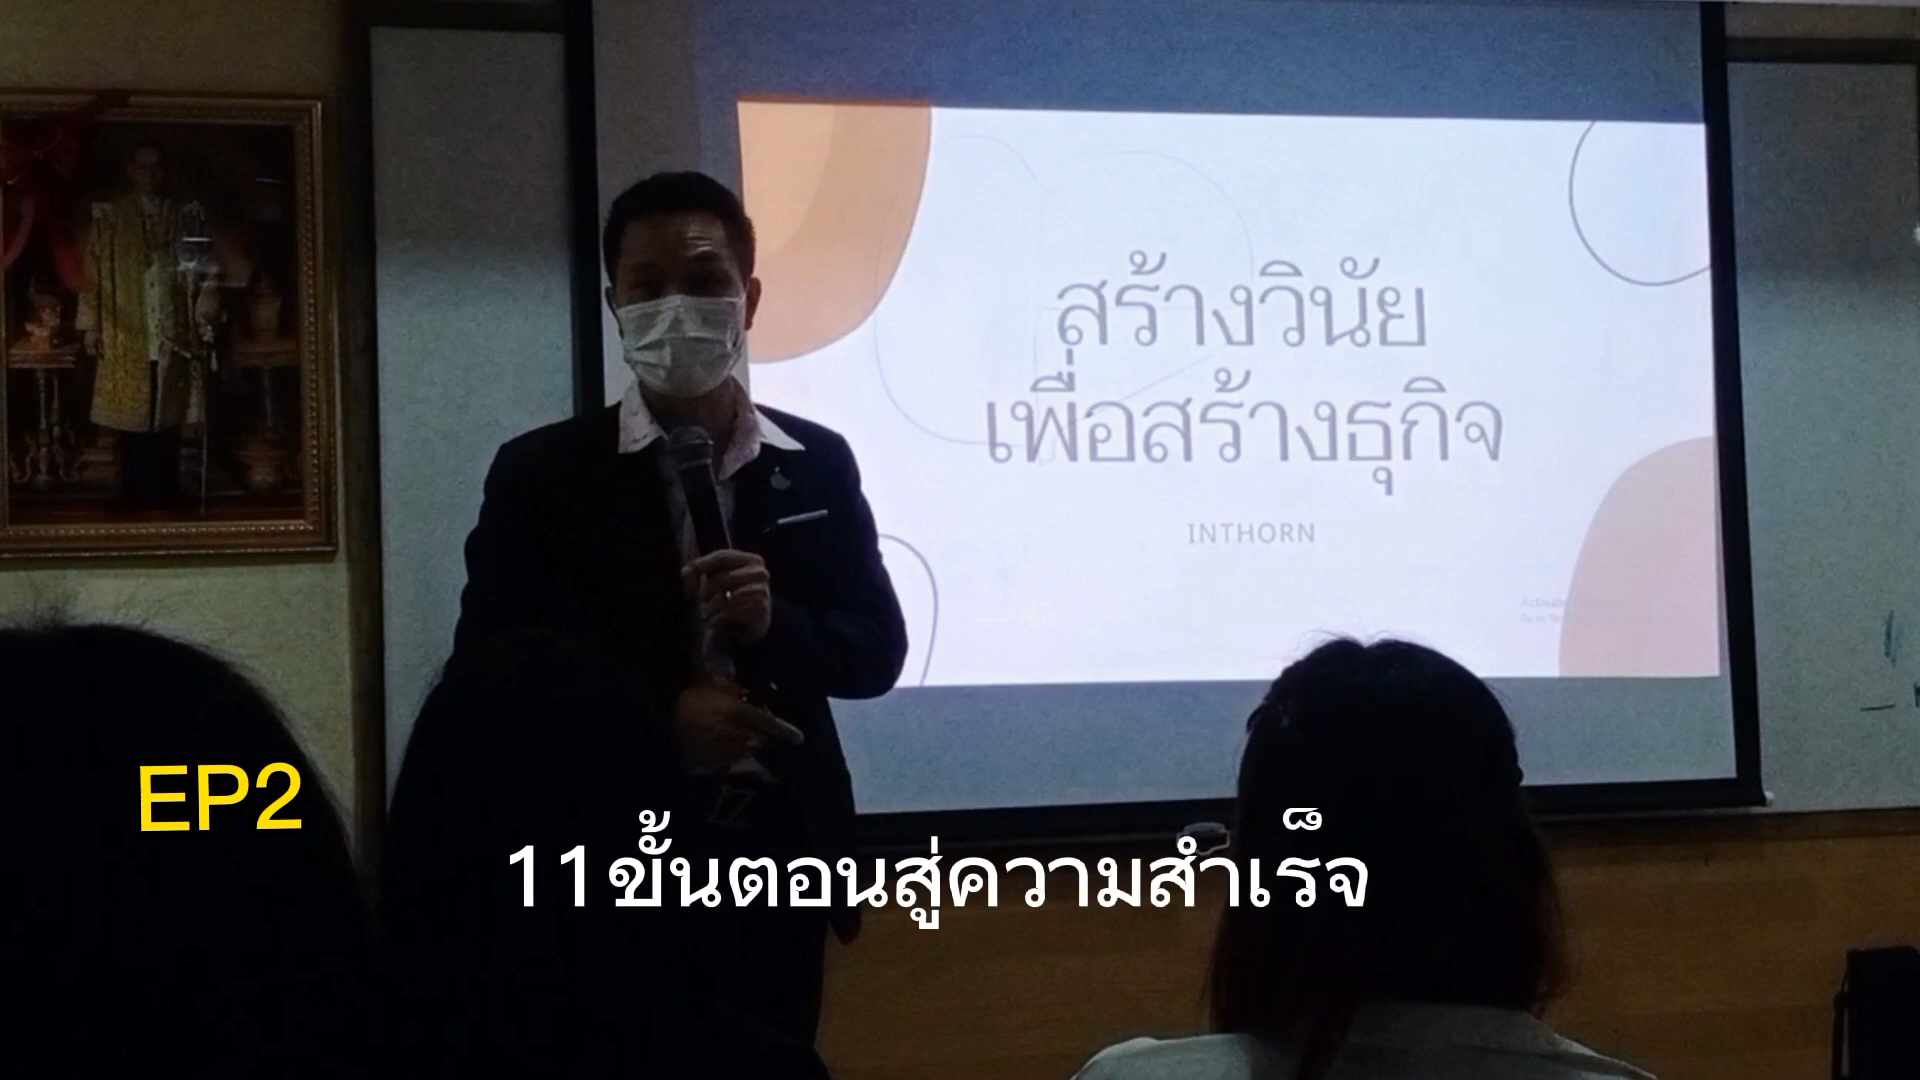 สร้างวินัย
เพื่อสร้างธุกิจ
INTHORN
Activate
EP2
11ขั้นตอนสู่ความสำเร็จ